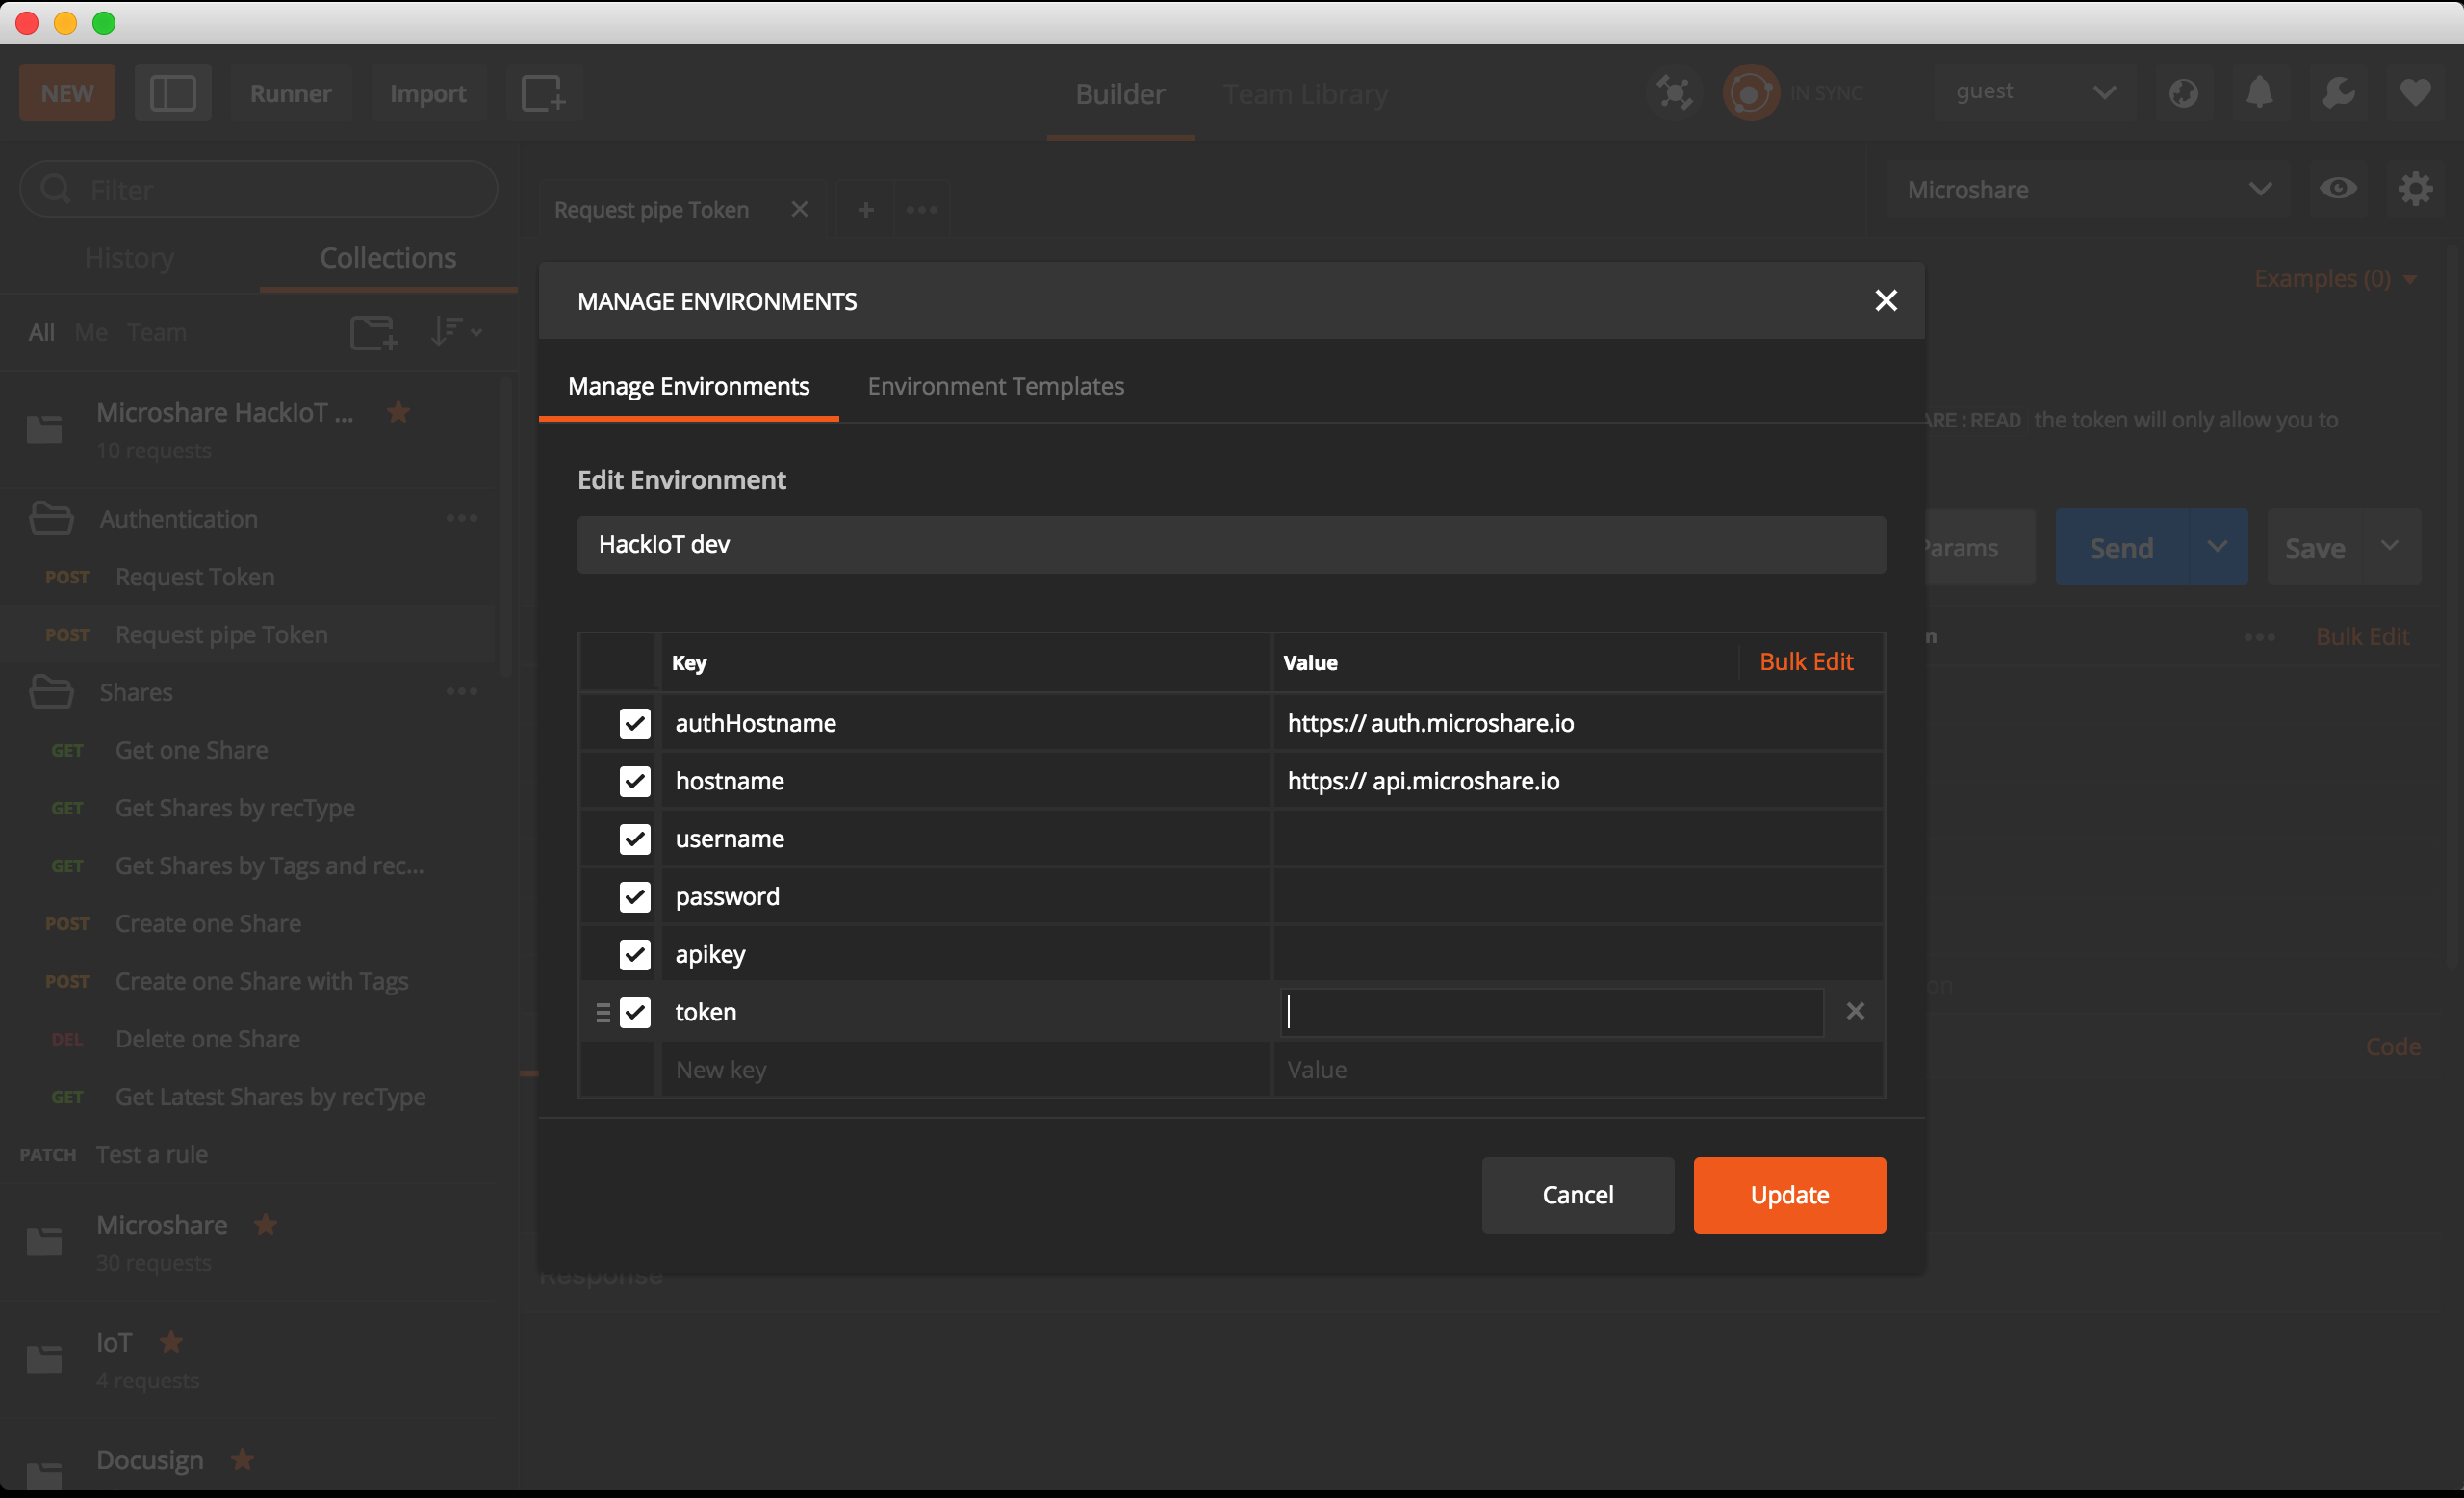 NEW Runner Import Builder Team Library IN SYNC guest
Filter
Request pipe Token
Microshare
History Collections
Examples (0)
All Me Team
MANAGE ENVIRONMENTS
Manage Environments Environment Templates
Microshare HackIoT ...
10 requests
ARE:READ the token will only allow you to
Edit Environment
HackIoT dev
Authentication
Params Send Save
POST Request Token
POST Request pipe Token
Bulk Edit
Key Value Bulk Edit
Shares
authHostname https:// auth.microshare.io
GET Get one Share
hostname https:// api.microshare.io
GET Get Shares by recType
username
GET Get Shares by Tags and rec...
password
POST Create one Share
apikey
POST Create one Share with Tags
token
DEL Delete one Share
New key Value
Code
GET Get Latest Shares by recType
PATCH Test a rule
Cancel Update
Microshare
30 requests
Response
IoT
4 requests
Docusign